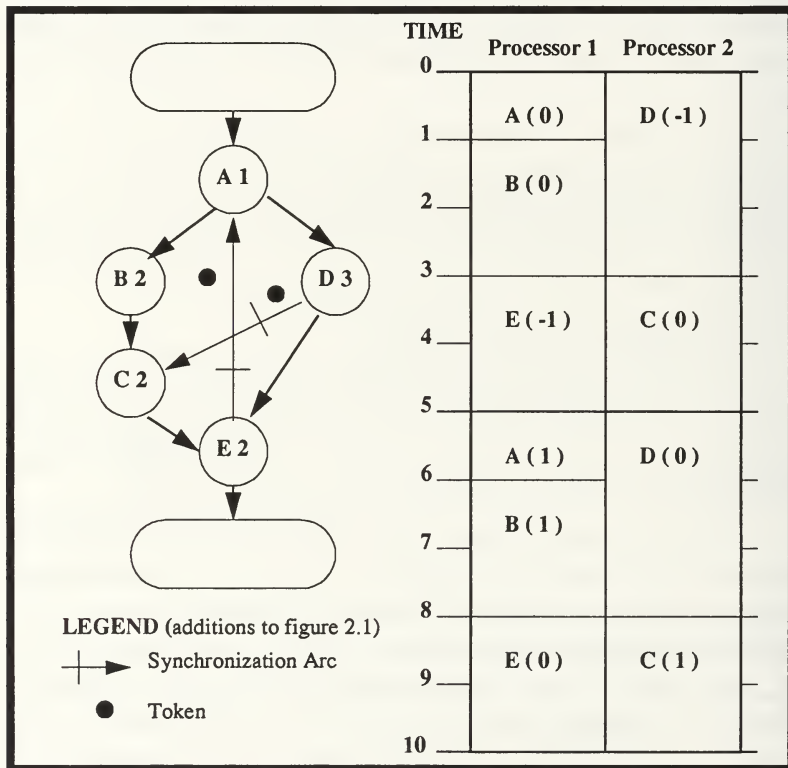 A 1
B 2
D 3
C 2
E 2
LEGEND (additions to figure 2.1)
Synchronization Arc
Token
TIME
Processor 1 Processor 2
0
A ( 0 ) D ( -1 )
1
B ( 0 )
2
3
E ( -1 ) C ( 0 )
4
5
A ( 1 ) D ( 0 )
6
B ( 1 )
7
8
E ( 0 ) C ( 1 )
9
10